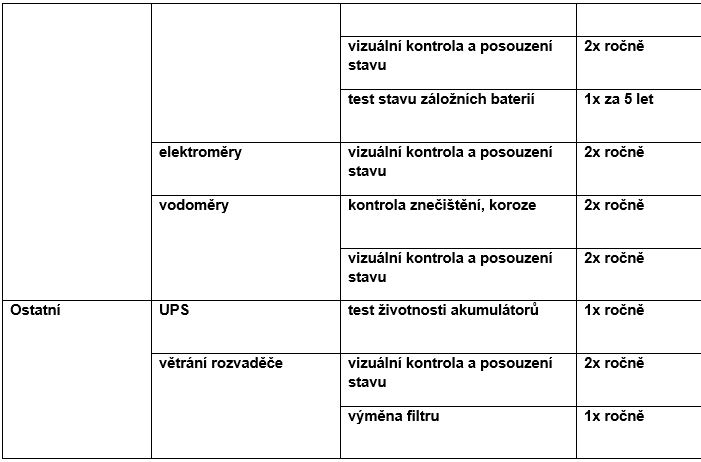 vizuální kontrola a posouzení 2x ročně
stavu
test stavu záložních baterií 1x za 5 let
elektroměry vizuální kontrola a posouzení 2x ročně
stavu
vodoměry kontrola znečištění, koroze 2x ročně
vizuální kontrola a posouzení 2x ročně
stavu
Ostatní UPS test životnosti akumulátorů 1x ročně
větrání rozvaděče vizuální kontrola a posouzení 2x ročně
stavu
výměna filtru 1x ročně